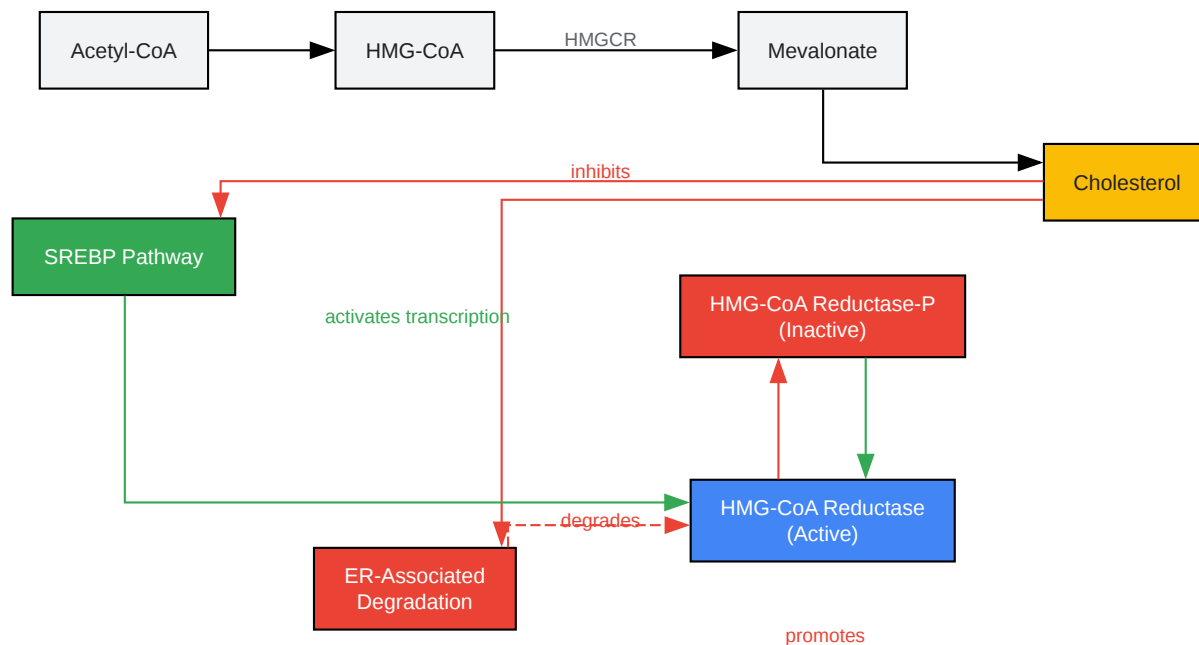 Acetyl-CoA
HMG-CoA
HMGCR
Mevalonate
inhibits
Cholesterol
SREBP Pathway
activates transcription
HMG-CoA Reductase-P
(Inactive)
HMG-CoA Reductase
(Active)
degrades
ER-Associated
Degradation
promotes